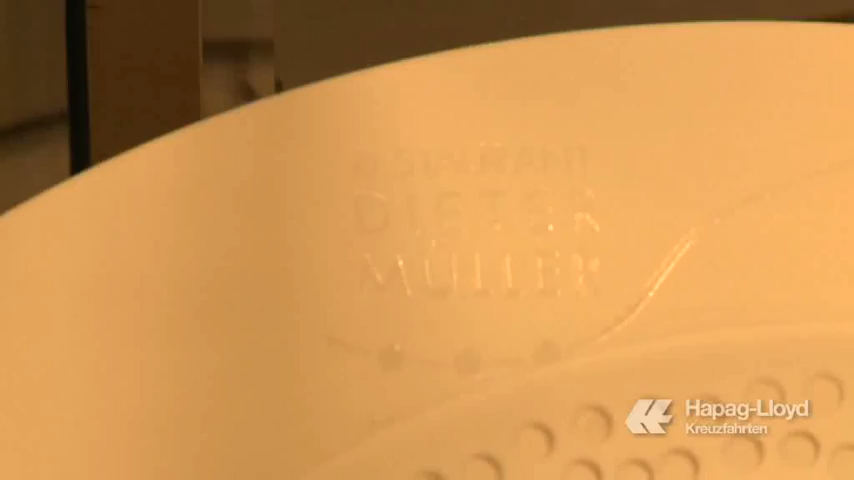 RESTAURANT
DIETER
MÜLLER
Hapag-Lloyd
Kreuzfahrten